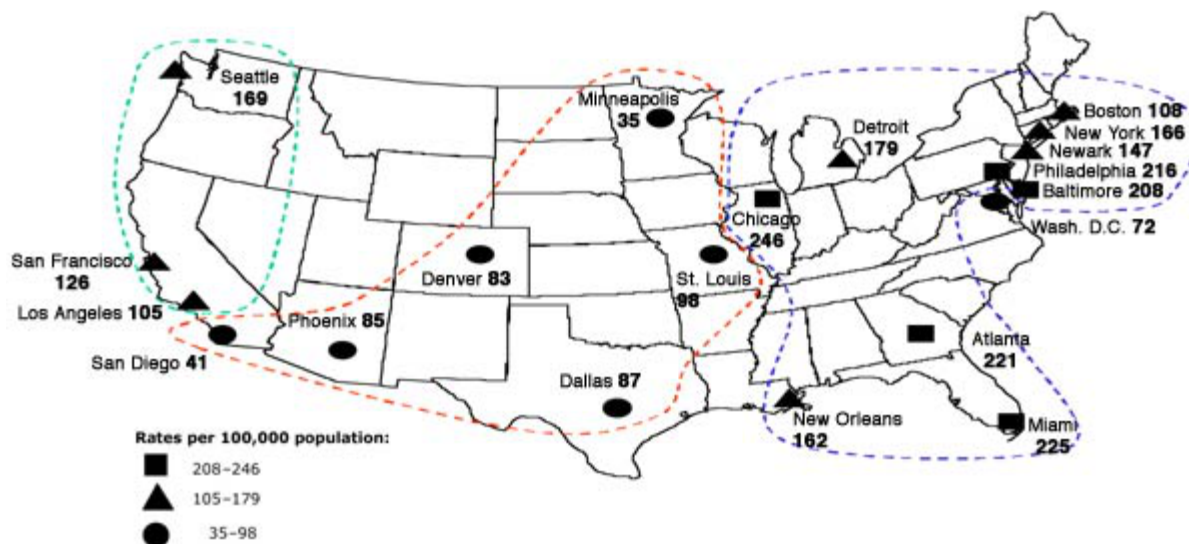 Seattle
169
Minneapolis
35
Detroit
179
Boston 108
New York 166
Newark 147
Philadelphia 216
Baltimore 208
Wash. D.C. 72
Chicago
246
San Francisco
126
Denver 83
St. Louis
98
Los Angeles 105
Phoenix 85
San Diego 41
Atlanta
221
Dallas 87
New Orleans
162
Miami
225
Rates per 100,000 population:
208-246
105-179
35-98